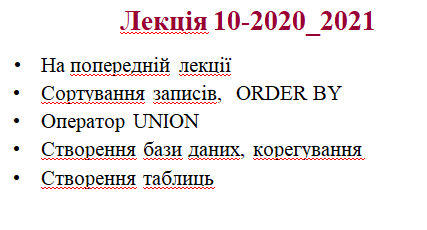 Лекція 10-2020_2021
• На попередній лекції
• Сортування записів, ORDER BY
• Оператор UNION
• Створення бази даних, корегування
• Створення таблиць